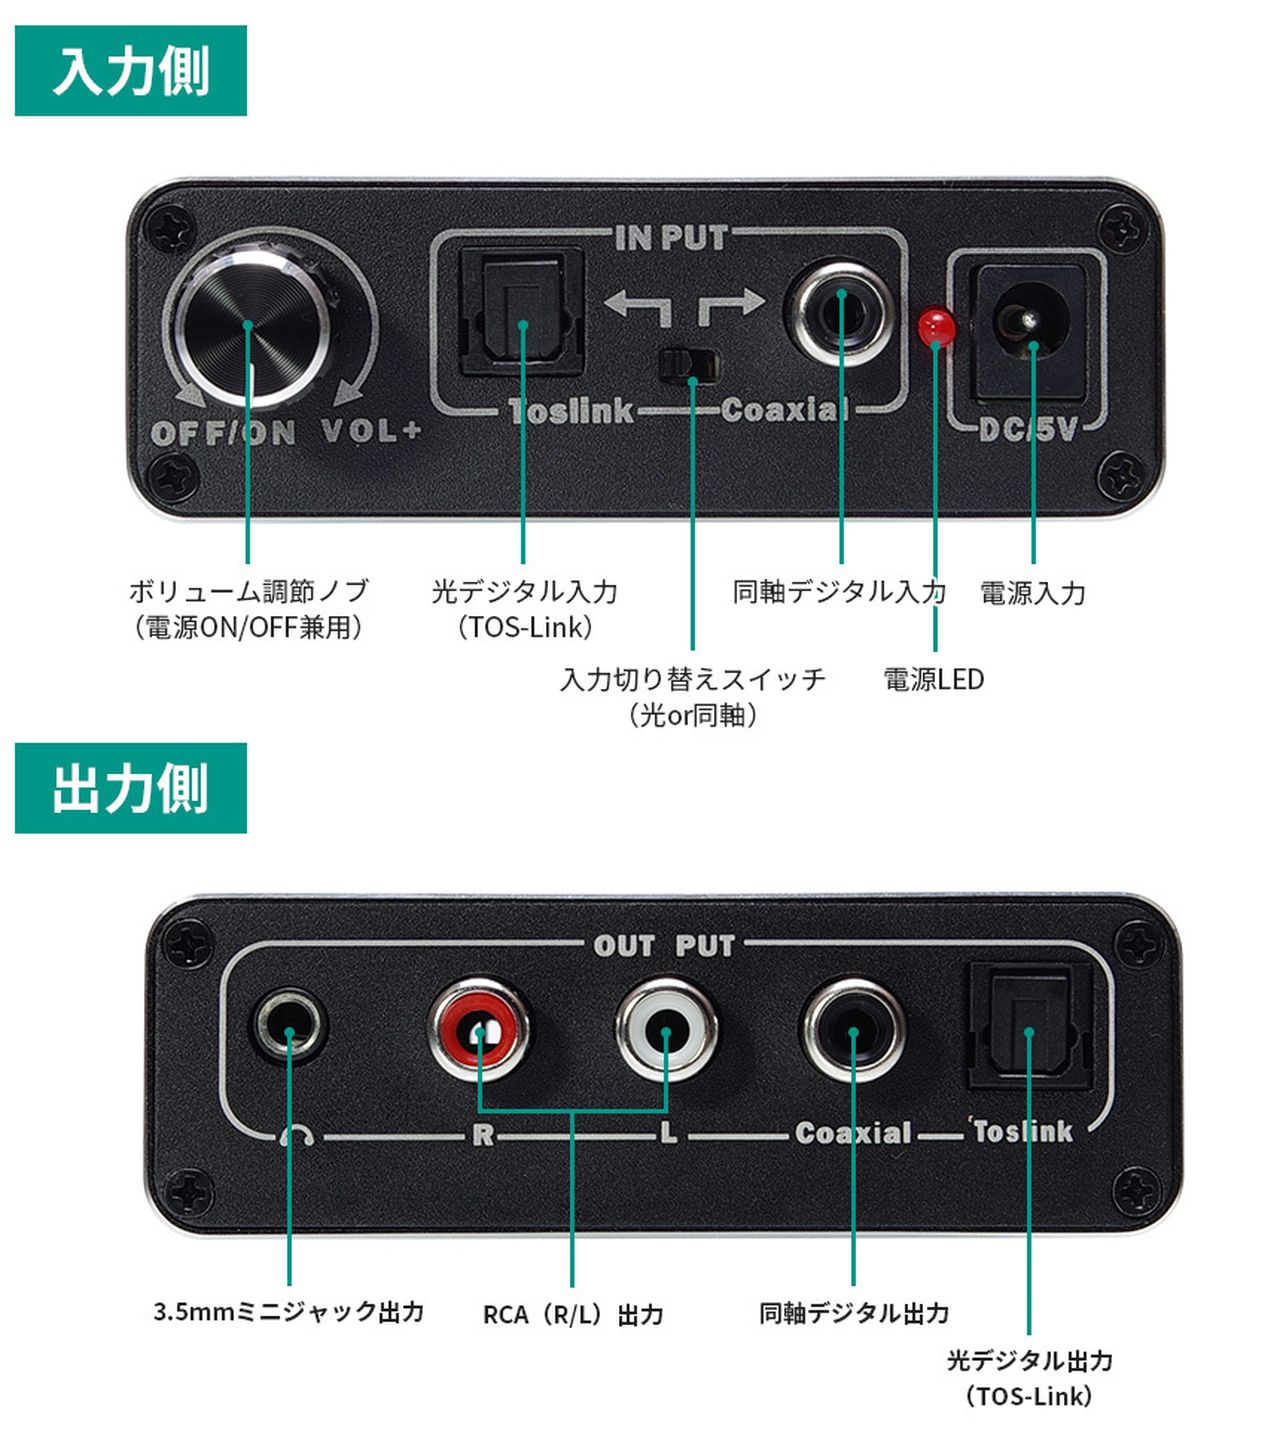 入力側
IN PUT
OFF/ON VOL+
Toslink
Coaxial
DC/5V
ボリューム調節ノブ
（電源ON/OFF兼用）
光デジタル入力
（TOS-Link）
同軸デジタル入力
電源入力
入力切り替えスイッチ
（光or同軸）
電源LED
出力側
OUT PUT
R
L
Coaxial
Toslink
3.5mmミニジャック出力
RCA（R/L）出力
同軸デジタル出力
光デジタル出力
（TOS-Link）